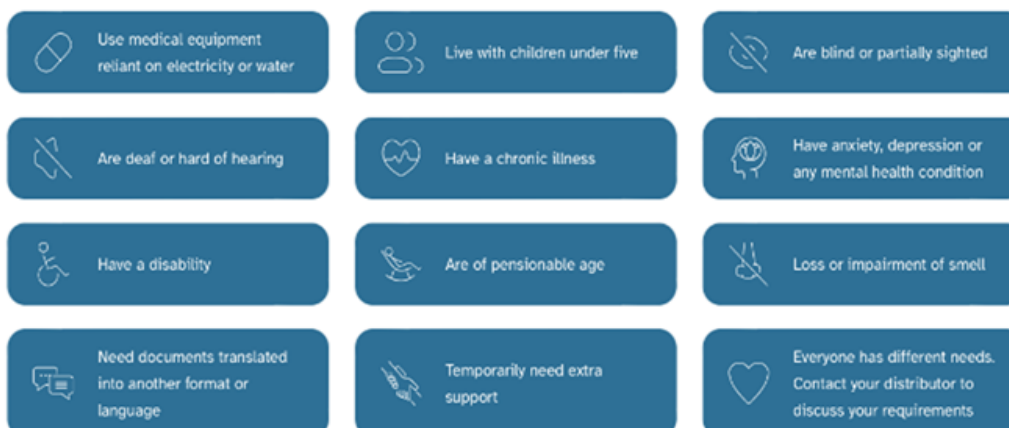 Use medical equipment
reliant on electricity or water
Live with children under five
Are blind or partially sighted
Are deaf or hard of hearing
Have a chronic illness
Have anxiety, depression or
any mental health condition
Have a disability
Are of pensionable age
Loss or impairment of smell
Need documents translated
into another format or
language
Temporarily need extra
support
Everyone has different needs.
Contact your distributor to
discuss your requirements